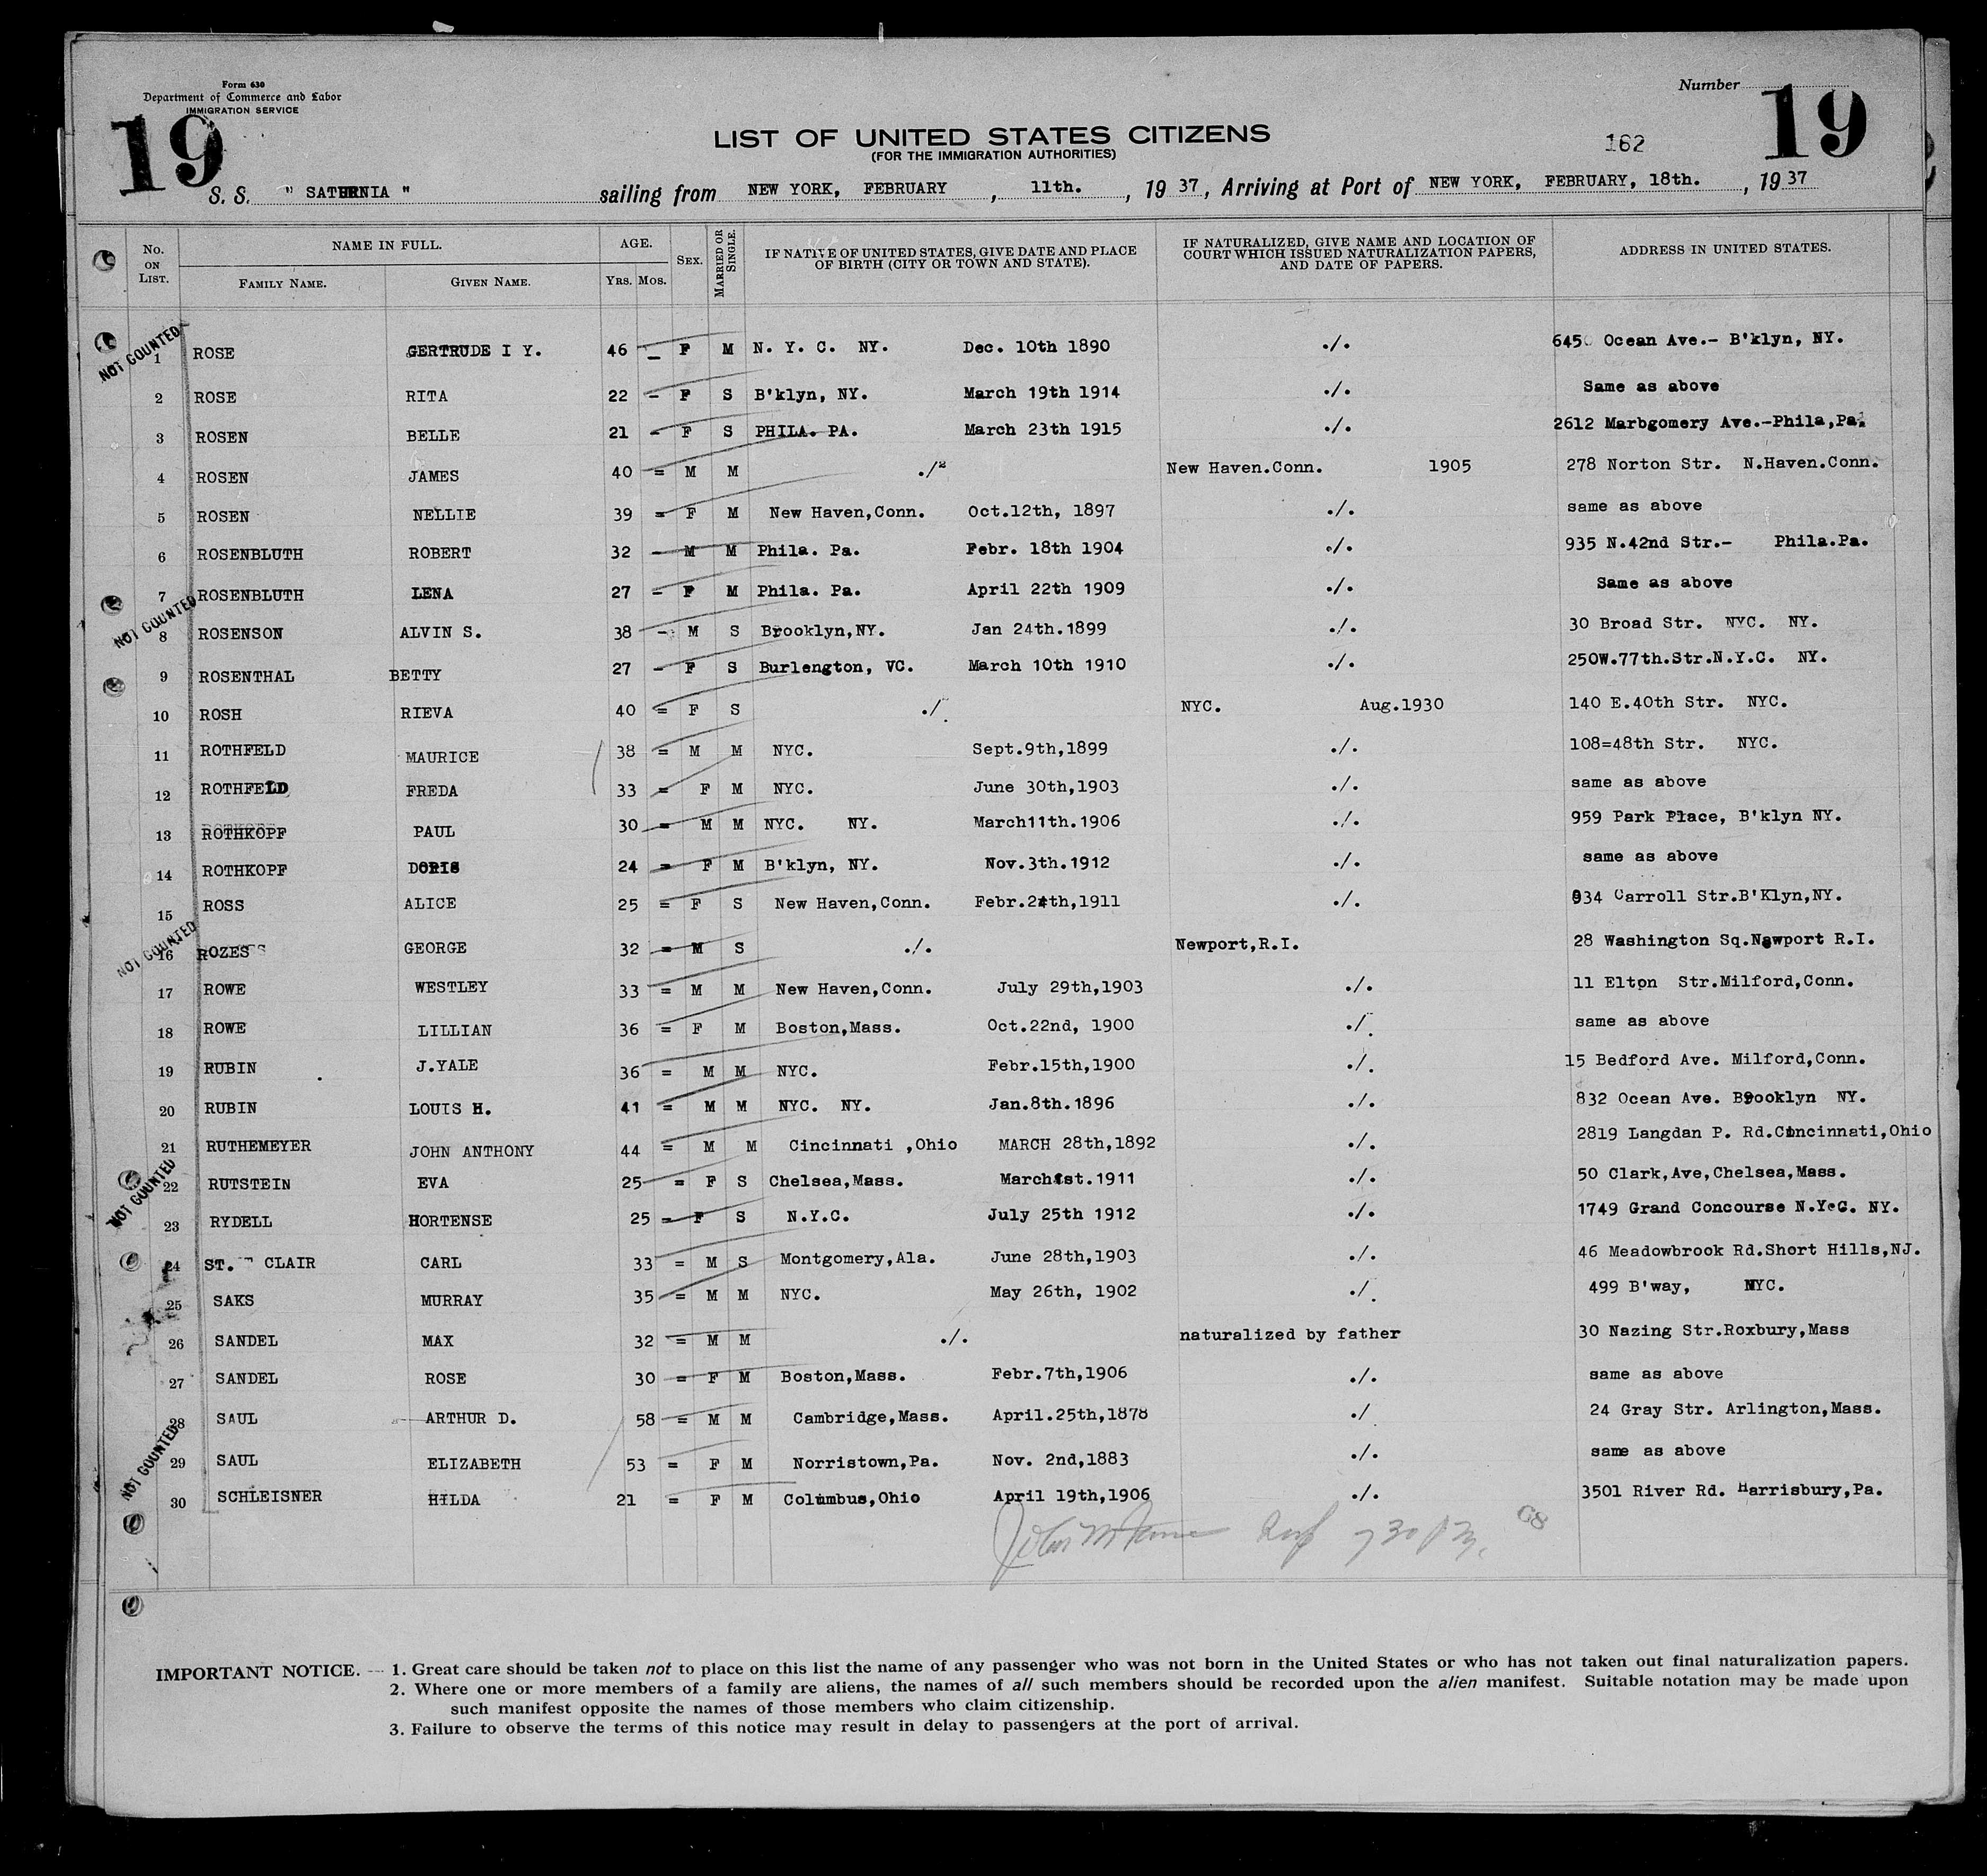 Form 630
Department of Commerce and Labor
IMMIGRATION SERVICE
Number
19
19
162
LIST OF UNITED STATES CITIZENS
(FOR THE IMMIGRATION AUTHORITIES)
S. S. " SATURNIA " sailing from NEW YORK, FEBRUARY , 11th. , 19 37, Arriving at Port of NEW YORK, FEBRUARY, 18th. , 19 37
No. ON LIST. NAME IN FULL. FAMILY NAME. GIVEN NAME. AGE. YRS. MOS. SEX. MARRIED OR SINGLE. IF NATIVE OF UNITED STATES, GIVE DATE AND PLACE OF BIRTH (CITY OR TOWN AND STATE). IF NATURALIZED, GIVE NAME AND LOCATION OF COURT WHICH ISSUED NATURALIZATION PAPERS, AND DATE OF PAPERS. ADDRESS IN UNITED STATES.
NOT COUNTED
1 ROSE GERTRUDE I Y. 46 - F M N. Y. C. NY. Dec. 10th 1890 ./. 645 Ocean Ave.- B'klyn, NY.
2 ROSE RITA 22 - F S B'klyn, NY. March 19th 1914 ./. Same as above
3 ROSEN BELLE 21 - F S PHILA. PA. March 23th 1915 ./. 2612 Marbgomery Ave.-Phila,Pa.
4 ROSEN JAMES 40 = M M ./" New Haven.Conn. 1905 278 Norton Str. N.Haven.Conn.
5 ROSEN NELLIE 39 = F M New Haven,Conn. Oct.12th, 1897 ./. same as above
6 ROSENBLUTH ROBERT 32 - M M Phila. Pa. Febr. 18th 1904 ./. 935 N.42nd Str.- Phila.Pa.
7 ROSENBLUTH LENA 27 = F M Phila. Pa. April 22th 1909 ./. Same as above
NOT COUNTED
8 ROSENSON ALVIN S. 38 - M S Brooklyn,NY. Jan 24th.1899 ./. 30 Broad Str. NYC. NY.
9 ROSENTHAL BETTY 27 - F S Burlengton, VC. March 10th 1910 ./. 250W.77th.Str.N.Y.C. NY.
10 ROSH RIEVA 40 = F S ./. NYC. Aug.1930 140 E.40th Str. NYC.
11 ROTHFELD MAURICE 38 = M M NYC. Sept.9th,1899 ./. 108=48th Str. NYC.
12 ROTHFELD FREDA 33 = F M NYC. June 30th,1903 ./. same as above
13 ROTHKOPF PAUL 30 = M M NYC. NY. March11th.1906 ./. 959 Park Place, B'klyn NY.
14 ROTHKOPF DORIS 24 = F M B'klyn, NY. Nov.3th.1912 ./. same as above
15 ROSS ALICE 25 = F S New Haven,Conn. Febr.24th,1911 ./. 934 Carroll Str.B'Klyn,NY.
NOT COUNTED
16 ROZES GEORGE 32 = M S ./. Newport,R.I. 28 Washington Sq.Newport R.I.
17 ROWE WESTLEY 33 = M M New Haven,Conn. July 29th,1903 ./. 11 Elton Str.Milford,Conn.
18 ROWE LILLIAN 36 = F M Boston,Mass. Oct.22nd, 1900 ./. same as above
19 RUBIN J.YALE 36 = M M NYC. Febr.15th,1900 ./. 15 Bedford Ave. Milford,Conn.
20 RUBIN LOUIS H. 41 = M M NYC. NY. Jan.8th.1896 ./. 832 Ocean Ave. Brooklyn NY.
21 RUTHEMEYER JOHN ANTHONY 44 = M M Cincinnati ,Ohio MARCH 28th,1892 ./. 2819 Langdan P. Rd.Cincinnati,Ohio
NOT COUNTED
22 RUTSTEIN EVA 25 = F S Chelsea,Mass. March1st.1911 ./. 50 Clark,Ave,Chelsea,Mass.
23 RYDELL HORTENSE 25 = F S N.Y.C. July 25th 1912 ./. 1749 Grand Concourse N.Y.C. NY.
24 ST. CLAIR CARL 33 = M S Montgomery,Ala. June 28th,1903 ./. 46 Meadowbrook Rd.Short Hills,NJ.
25 SAKS MURRAY 35 = M M NYC. May 26th, 1902 ./. 499 B'way, NYC.
26 SANDEL MAX 32 = M M ./. naturalized by father 30 Nazing Str.Roxbury,Mass
27 SANDEL ROSE 30 = F M Boston,Mass. Febr.7th,1906 ./. same as above
28 SAUL ARTHUR D. 58 = M M Cambridge,Mass. April.25th,1878 ./ 24 Gray Str. Arlington,Mass.
NOT COUNTED
29 SAUL ELIZABETH 53 = F M Norristown,Pa. Nov. 2nd,1883 ./. same as above
30 SCHLEISNER HILDA 21 = F M Columbus,Ohio April 19th,1906 ./. 3501 River Rd. Harrisbury,Pa.
IMPORTANT NOTICE. — 1. Great care should be taken not to place on this list the name of any passenger who was not born in the United States or who has not taken out final naturalization papers.
2. Where one or more members of a family are aliens, the names of all such members should be recorded upon the alien manifest. Suitable notation may be made upon
such manifest opposite the names of those members who claim citizenship.
3. Failure to observe the terms of this notice may result in delay to passengers at the port of arrival.